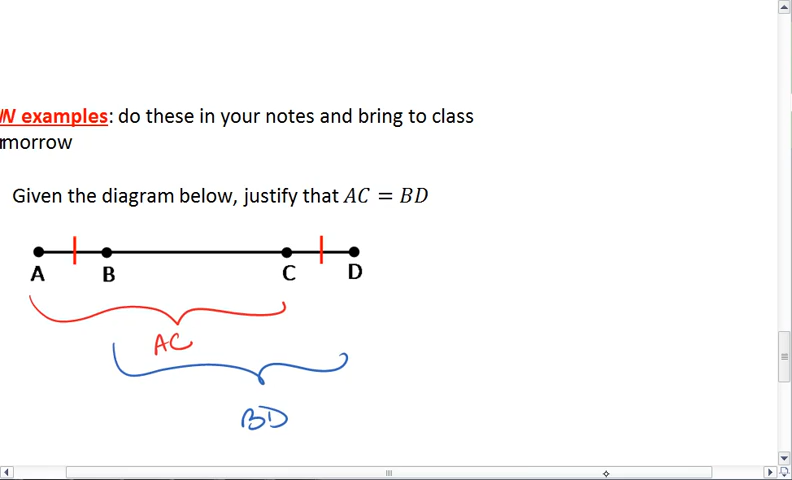 N examples: do these in your notes and bring to class
morrow
Given the diagram below, justify that AC = BD
A B C D
AC
BD